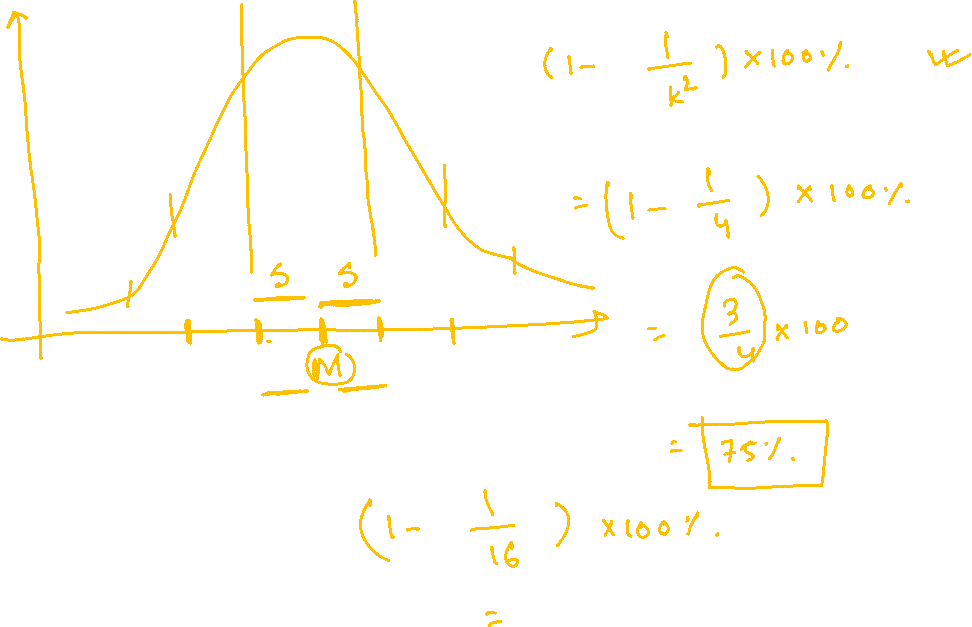 (1 - 1/k²) × 100%.
= (1 - 1/4) × 100%.
S S
M
= 3/4 × 100
= 75%.
(1 - 1/16) × 100%.
=